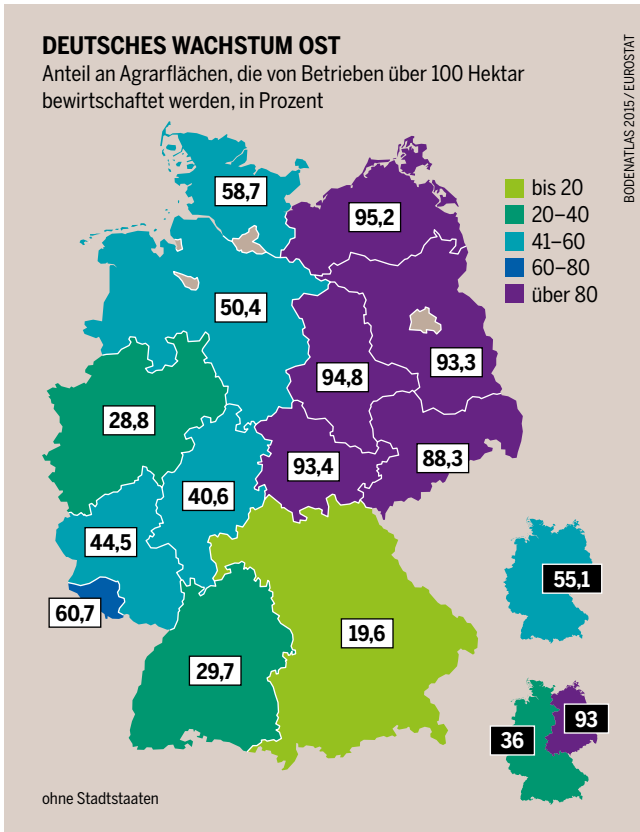 DEUTSCHES WACHSTUM OST
Anteil an Agrarflächen, die von Betrieben über 100 Hektar
bewirtschaftet werden, in Prozent
BODENATLAS 2015 / EUROSTAT
bis 20
20–40
41–60
60–80
über 80
58,7
95,2
50,4
94,8
93,3
28,8
93,4
88,3
40,6
44,5
60,7
19,6
29,7
55,1
36
93
ohne Stadtstaaten